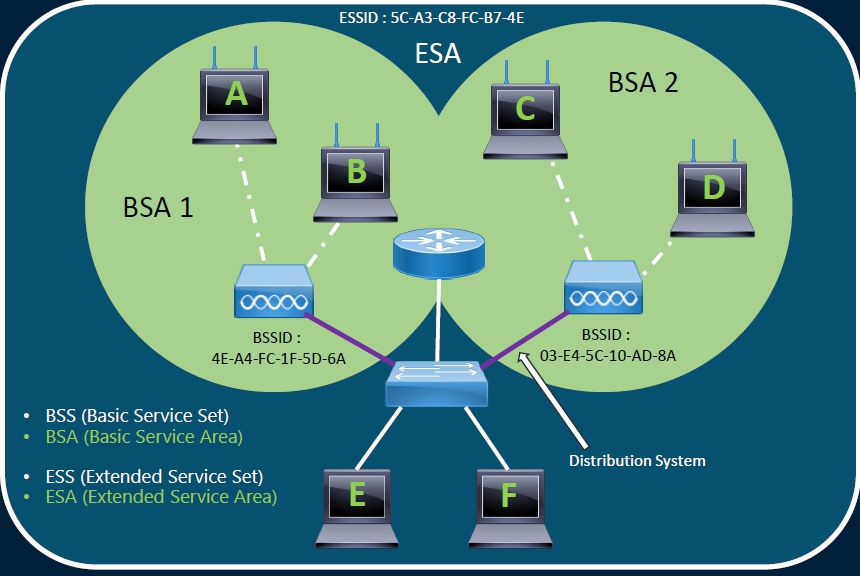 ESSID : 5C-A3-C8-FC-B7-4E
ESA
A
C
BSA 2
B
D
BSA 1
BSSID :
4E-A4-FC-1F-5D-6A
BSSID :
03-E4-5C-10-AD-8A
• BSS (Basic Service Set)
• BSA (Basic Service Area)
• ESS (Extended Service Set)
• ESA (Extended Service Area)
Distribution System
E
F